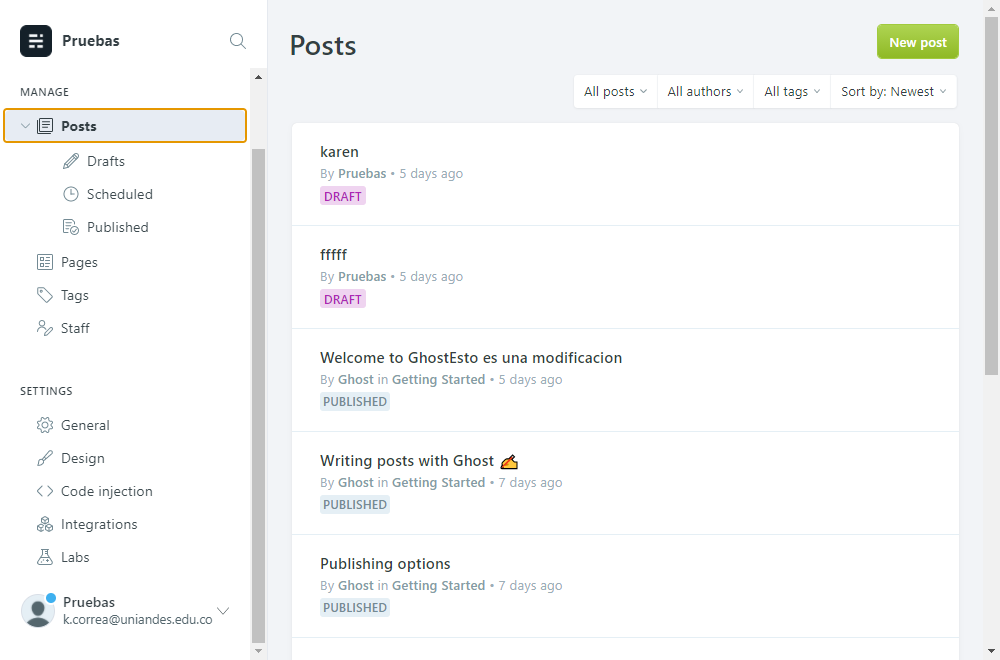 Pruebas
MANAGE
Posts
Drafts
Scheduled
Published
Pages
Tags
Staff
SETTINGS
General
Design
Code injection
Integrations
Labs
Pruebas
k.correa@uniandes.edu.co
Posts
New post
All posts
All authors
All tags
Sort by: Newest
karen
By Pruebas • 5 days ago
DRAFT
fffff
By Pruebas • 5 days ago
DRAFT
Welcome to GhostEsto es una modificacion
By Ghost in Getting Started • 5 days ago
PUBLISHED
Writing posts with Ghost ✍️
By Ghost in Getting Started • 7 days ago
PUBLISHED
Publishing options
By Ghost in Getting Started • 7 days ago
PUBLISHED